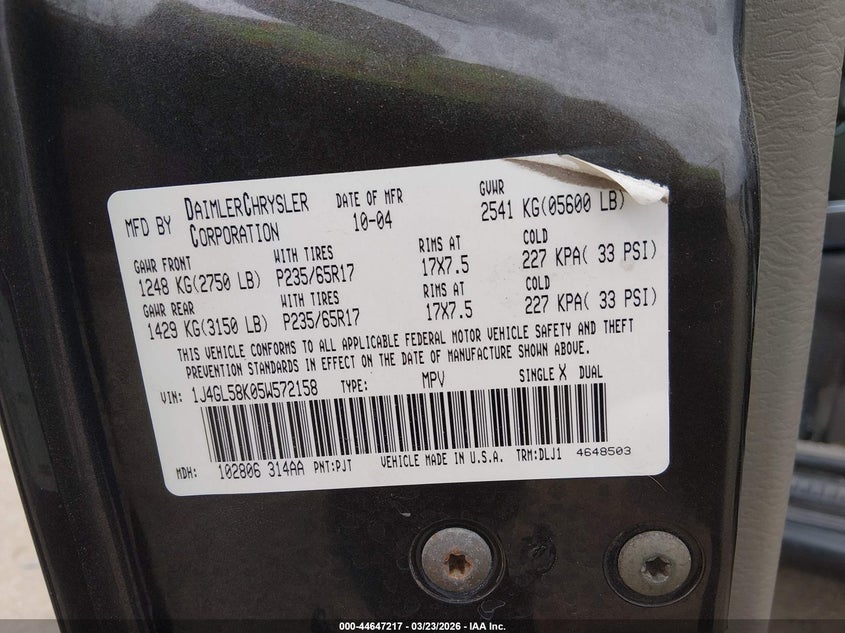 MFD BY DAIMLERCHRYSLER CORPORATION DATE OF MFR 10-04 GVWR 2541 KG(05600 LB)
GAWR FRONT WITH TIRES RIMS AT COLD
1248 KG(2750 LB) P235/65R17 17X7.5 227 KPA( 33 PSI)
GAWR REAR WITH TIRES RIMS AT COLD
1429 KG(3150 LB) P235/65R17 17X7.5 227 KPA( 33 PSI)
THIS VEHICLE CONFORMS TO ALL APPLICABLE FEDERAL MOTOR VEHICLE SAFETY AND THEFT
PREVENTION STANDARDS IN EFFECT ON THE DATE OF MANUFACTURE SHOWN ABOVE.
VIN: 1J4GL58K05W572158 TYPE: MPV SINGLE X DUAL
MDH: 102806 314AA PNT:PJT VEHICLE MADE IN U.S.A. TRM:DLJ1 4648503
000-44647217 | 03/23/2026 | IAA Inc.